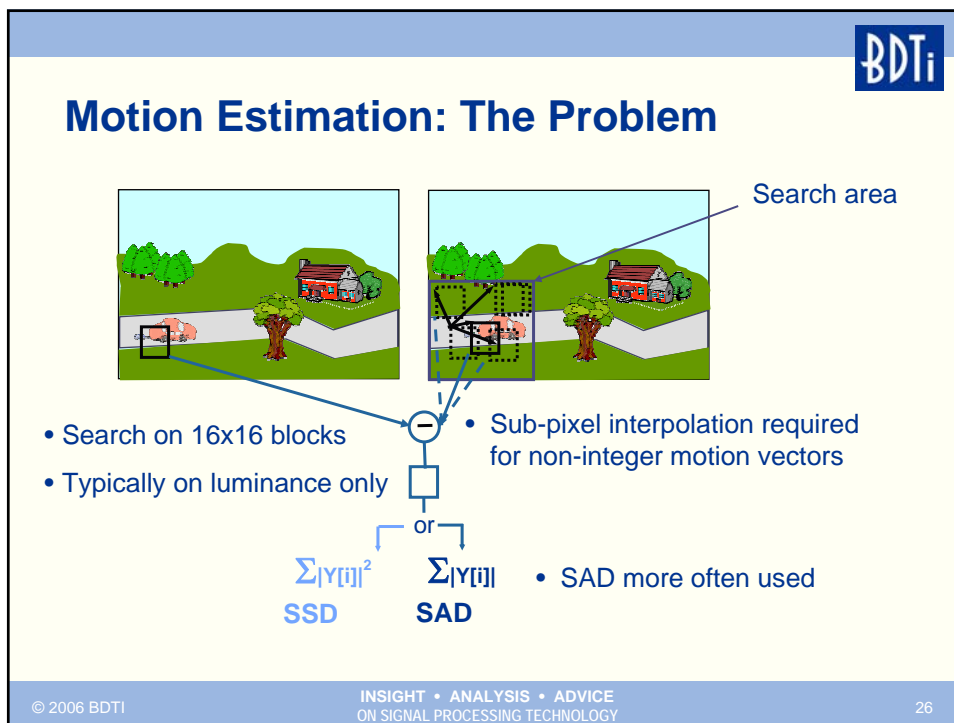 BDTi
Motion Estimation: The Problem
Search area
−
• Search on 16x16 blocks
• Typically on luminance only
• Sub-pixel interpolation required
for non-integer motion vectors
or
Σ|Y[i]|²
SSD
Σ|Y[i]|
SAD
• SAD more often used
© 2006 BDTI
INSIGHT • ANALYSIS • ADVICE
ON SIGNAL PROCESSING TECHNOLOGY
26